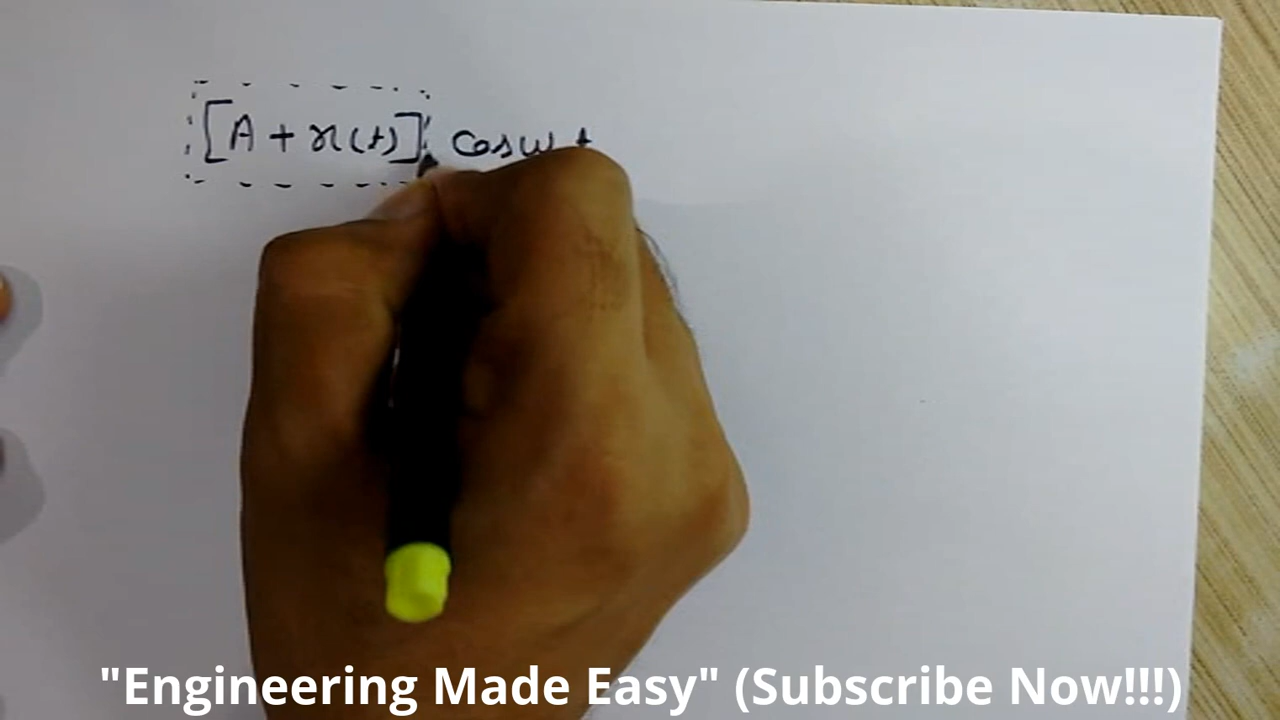 [A + x(t)] cos ω t
"Engineering Made Easy" (Subscribe Now!!!)